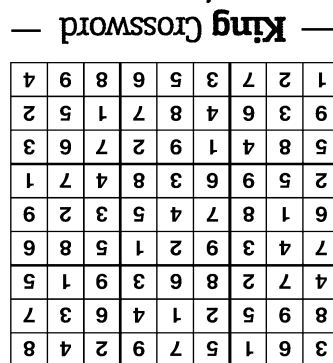 3 6 1 5 7 9 2 4 8
8 9 5 2 1 4 6 3 7
4 7 2 8 6 3 9 1 5
7 4 3 9 2 1 5 8 6
6 1 8 7 4 5 3 2 9
2 5 9 6 3 8 4 7 1
5 8 4 1 9 2 7 6 3
9 3 6 4 8 7 1 5 2
1 2 7 3 5 6 8 9 4
— King Crossword —